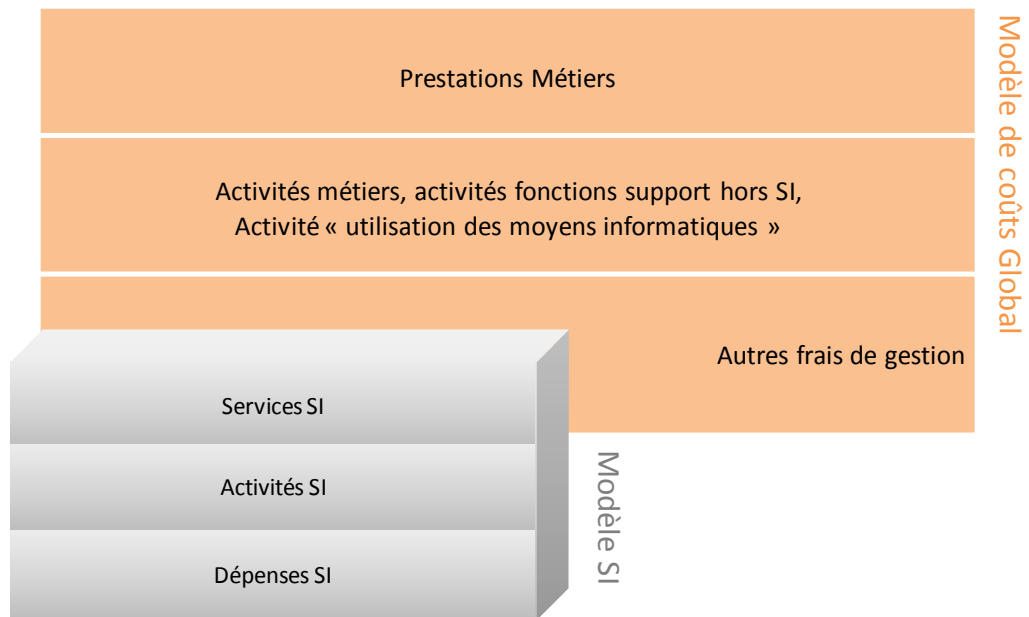 Prestations Métiers
Activités métiers, activités fonctions support hors SI,
Activité « utilisation des moyens informatiques »
Autres frais de gestion
Modèle de coûts Global
Services SI
Activités SI
Dépenses SI
Modèle SI